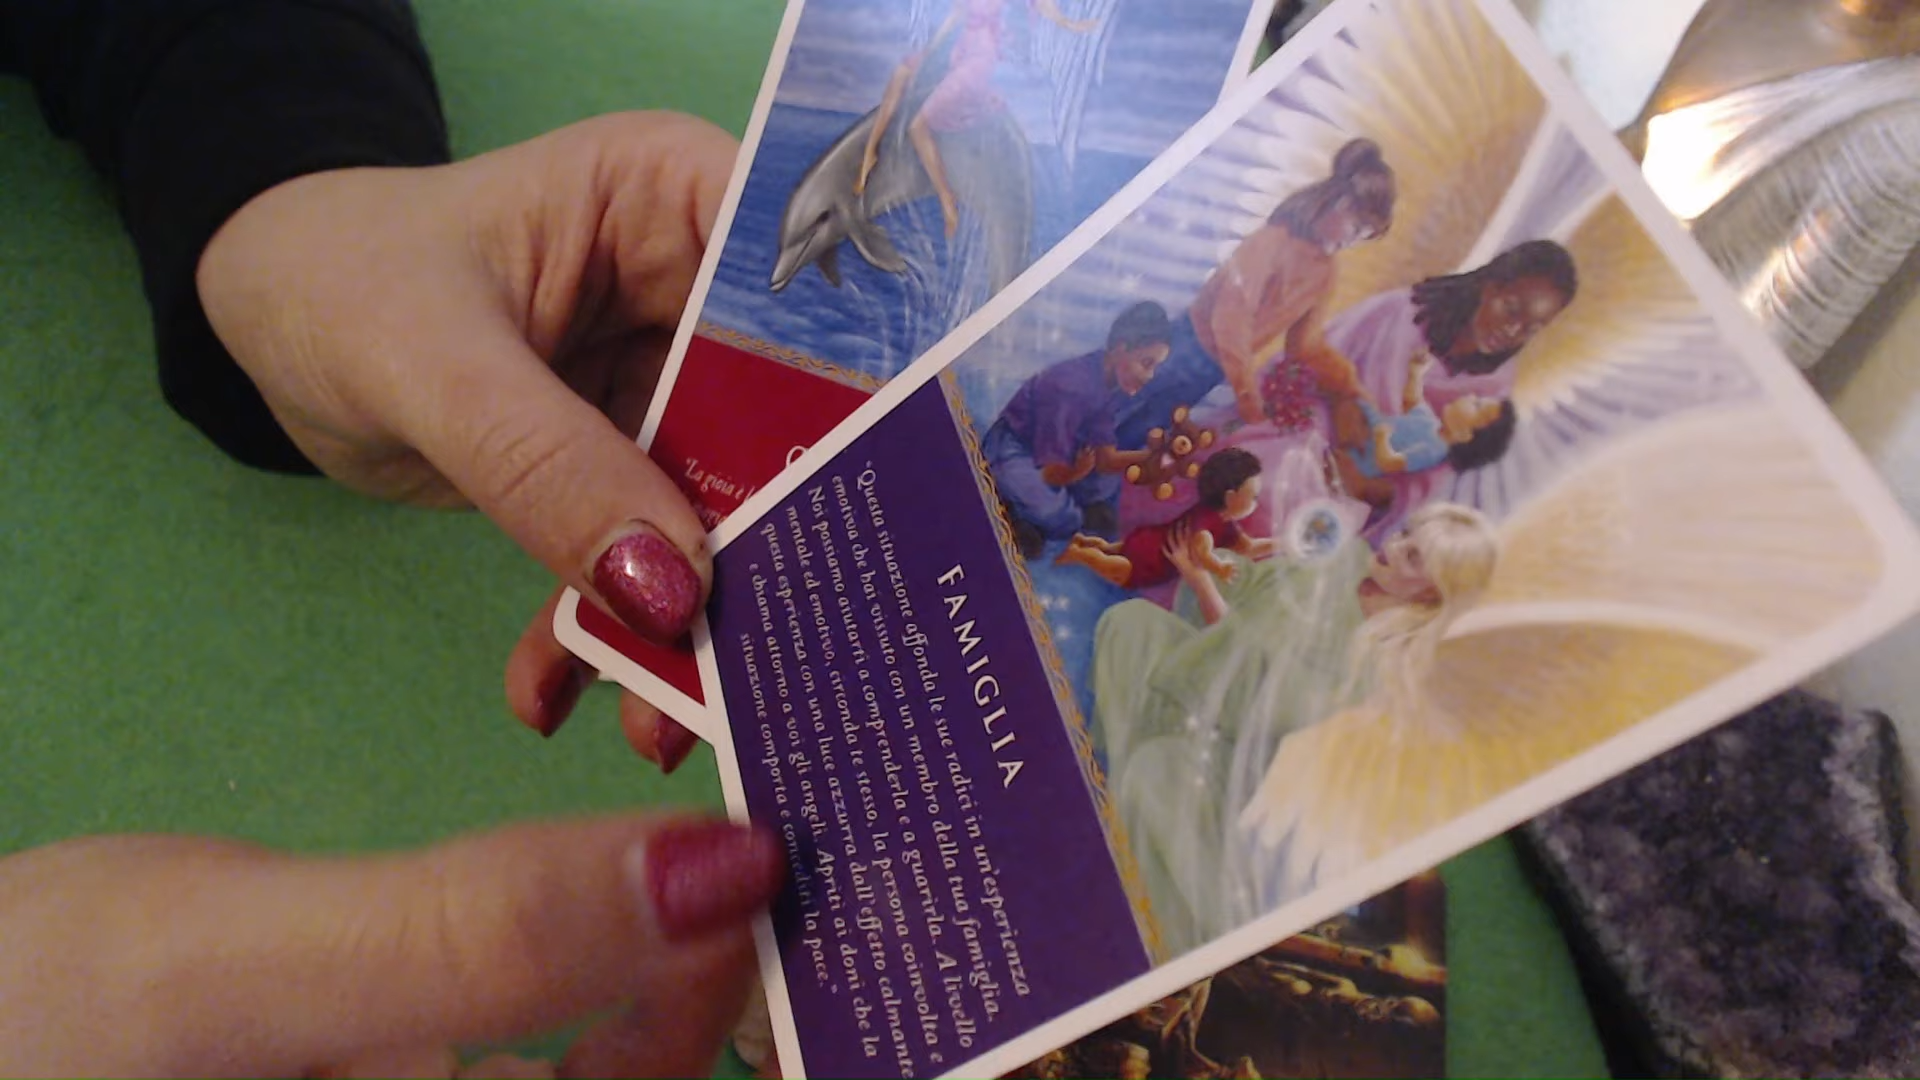 FAMIGLIA
"Questa situazione affonda le sue radici in un'esperienza
emotiva che hai vissuto con un membro della tua famiglia.
Noi possiamo aiutarti a comprenderla e a guarirla. A livello
mentale ed emotivo, circonda te stesso, la persona coinvolta e
questa esperienza con una luce azzurra dall'effetto calmante
e chiama attorno a voi gli angeli. Apriti ai doni che la
situazione comporta e concediti la pace."
"La gioia è